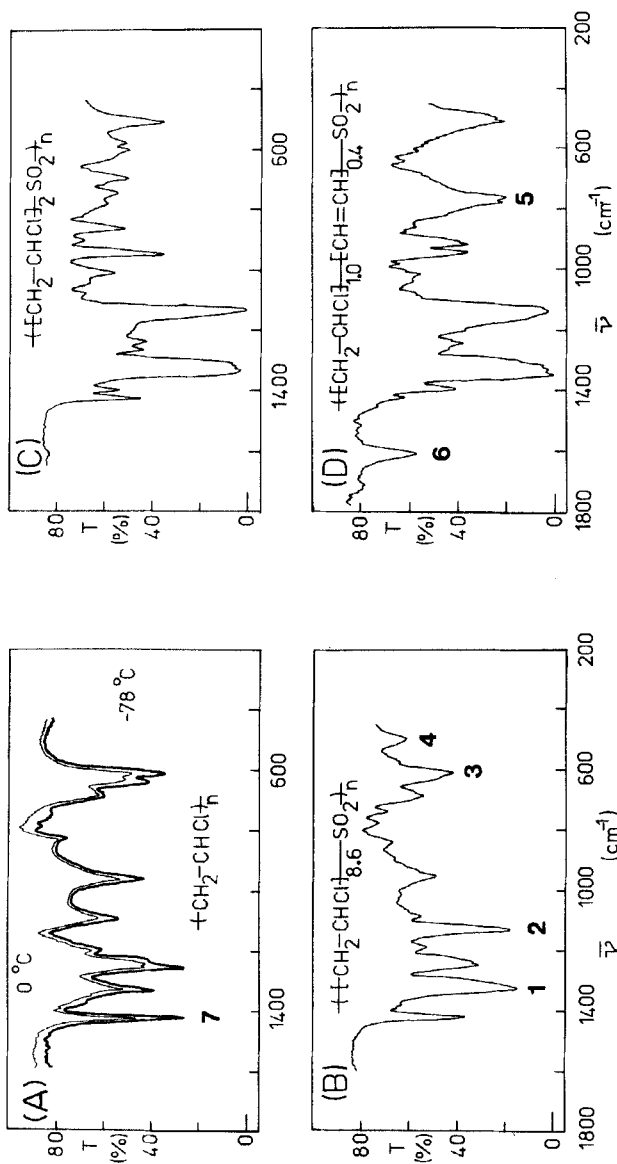 (A)
0 °C
-78 °C
+CH2-CHCl+n
7
80
T
(%)
40
0
1400
600
(B)
+(+CH2-CHCl+8.6 SO2+n
1
2
3
4
80
T
(%)
40
0
1800
1400
1000
600
200
ν̄ (cm-1)
(C)
+(+CH2-CHCl+2 SO2+n
80
T
(%)
40
0
1400
600
(D)
+(+CH2-CHCl+1.0 +CH=CH+0.4 SO2+n
6
5
80
T
(%)
40
0
1800
1400
1000
600
200
ν̄ (cm-1)